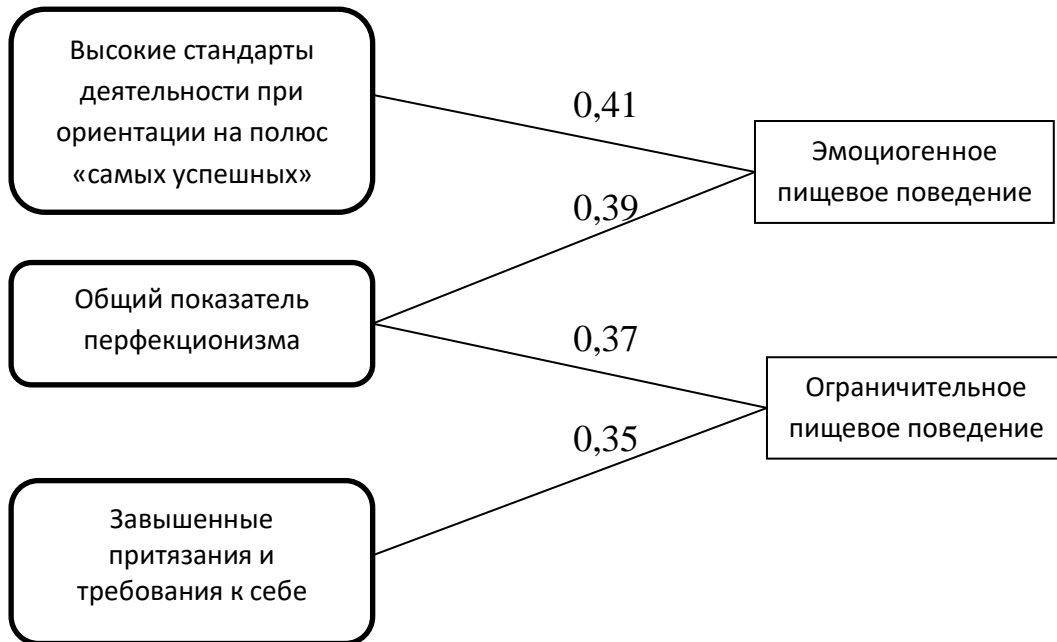 Высокие стандарты
деятельности при
ориентации на полюс
«самых успешных»
0,41
Эмоциогенное
пищевое поведение
0,39
Общий показатель
перфекционизма
0,37
Ограничительное
пищевое поведение
0,35
Завышенные
притязания и
требования к себе